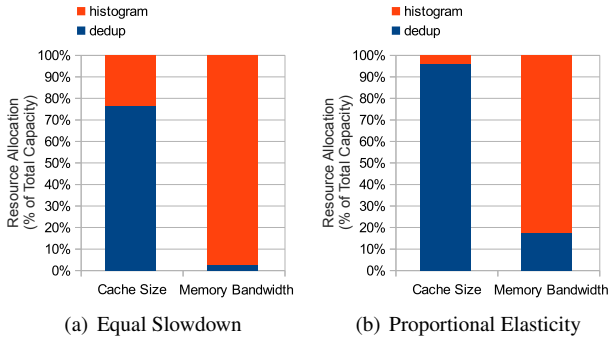 histogram
dedup
Resource Allocation
(% of Total Capacity)
100%
90%
80%
70%
60%
50%
40%
30%
20%
10%
0%
Cache Size Memory Bandwidth
(a) Equal Slowdown
histogram
dedup
Resource Allocation
(% of Total Capacity)
100%
90%
80%
70%
60%
50%
40%
30%
20%
10%
0%
Cache Size Memory Bandwidth
(b) Proportional Elasticity